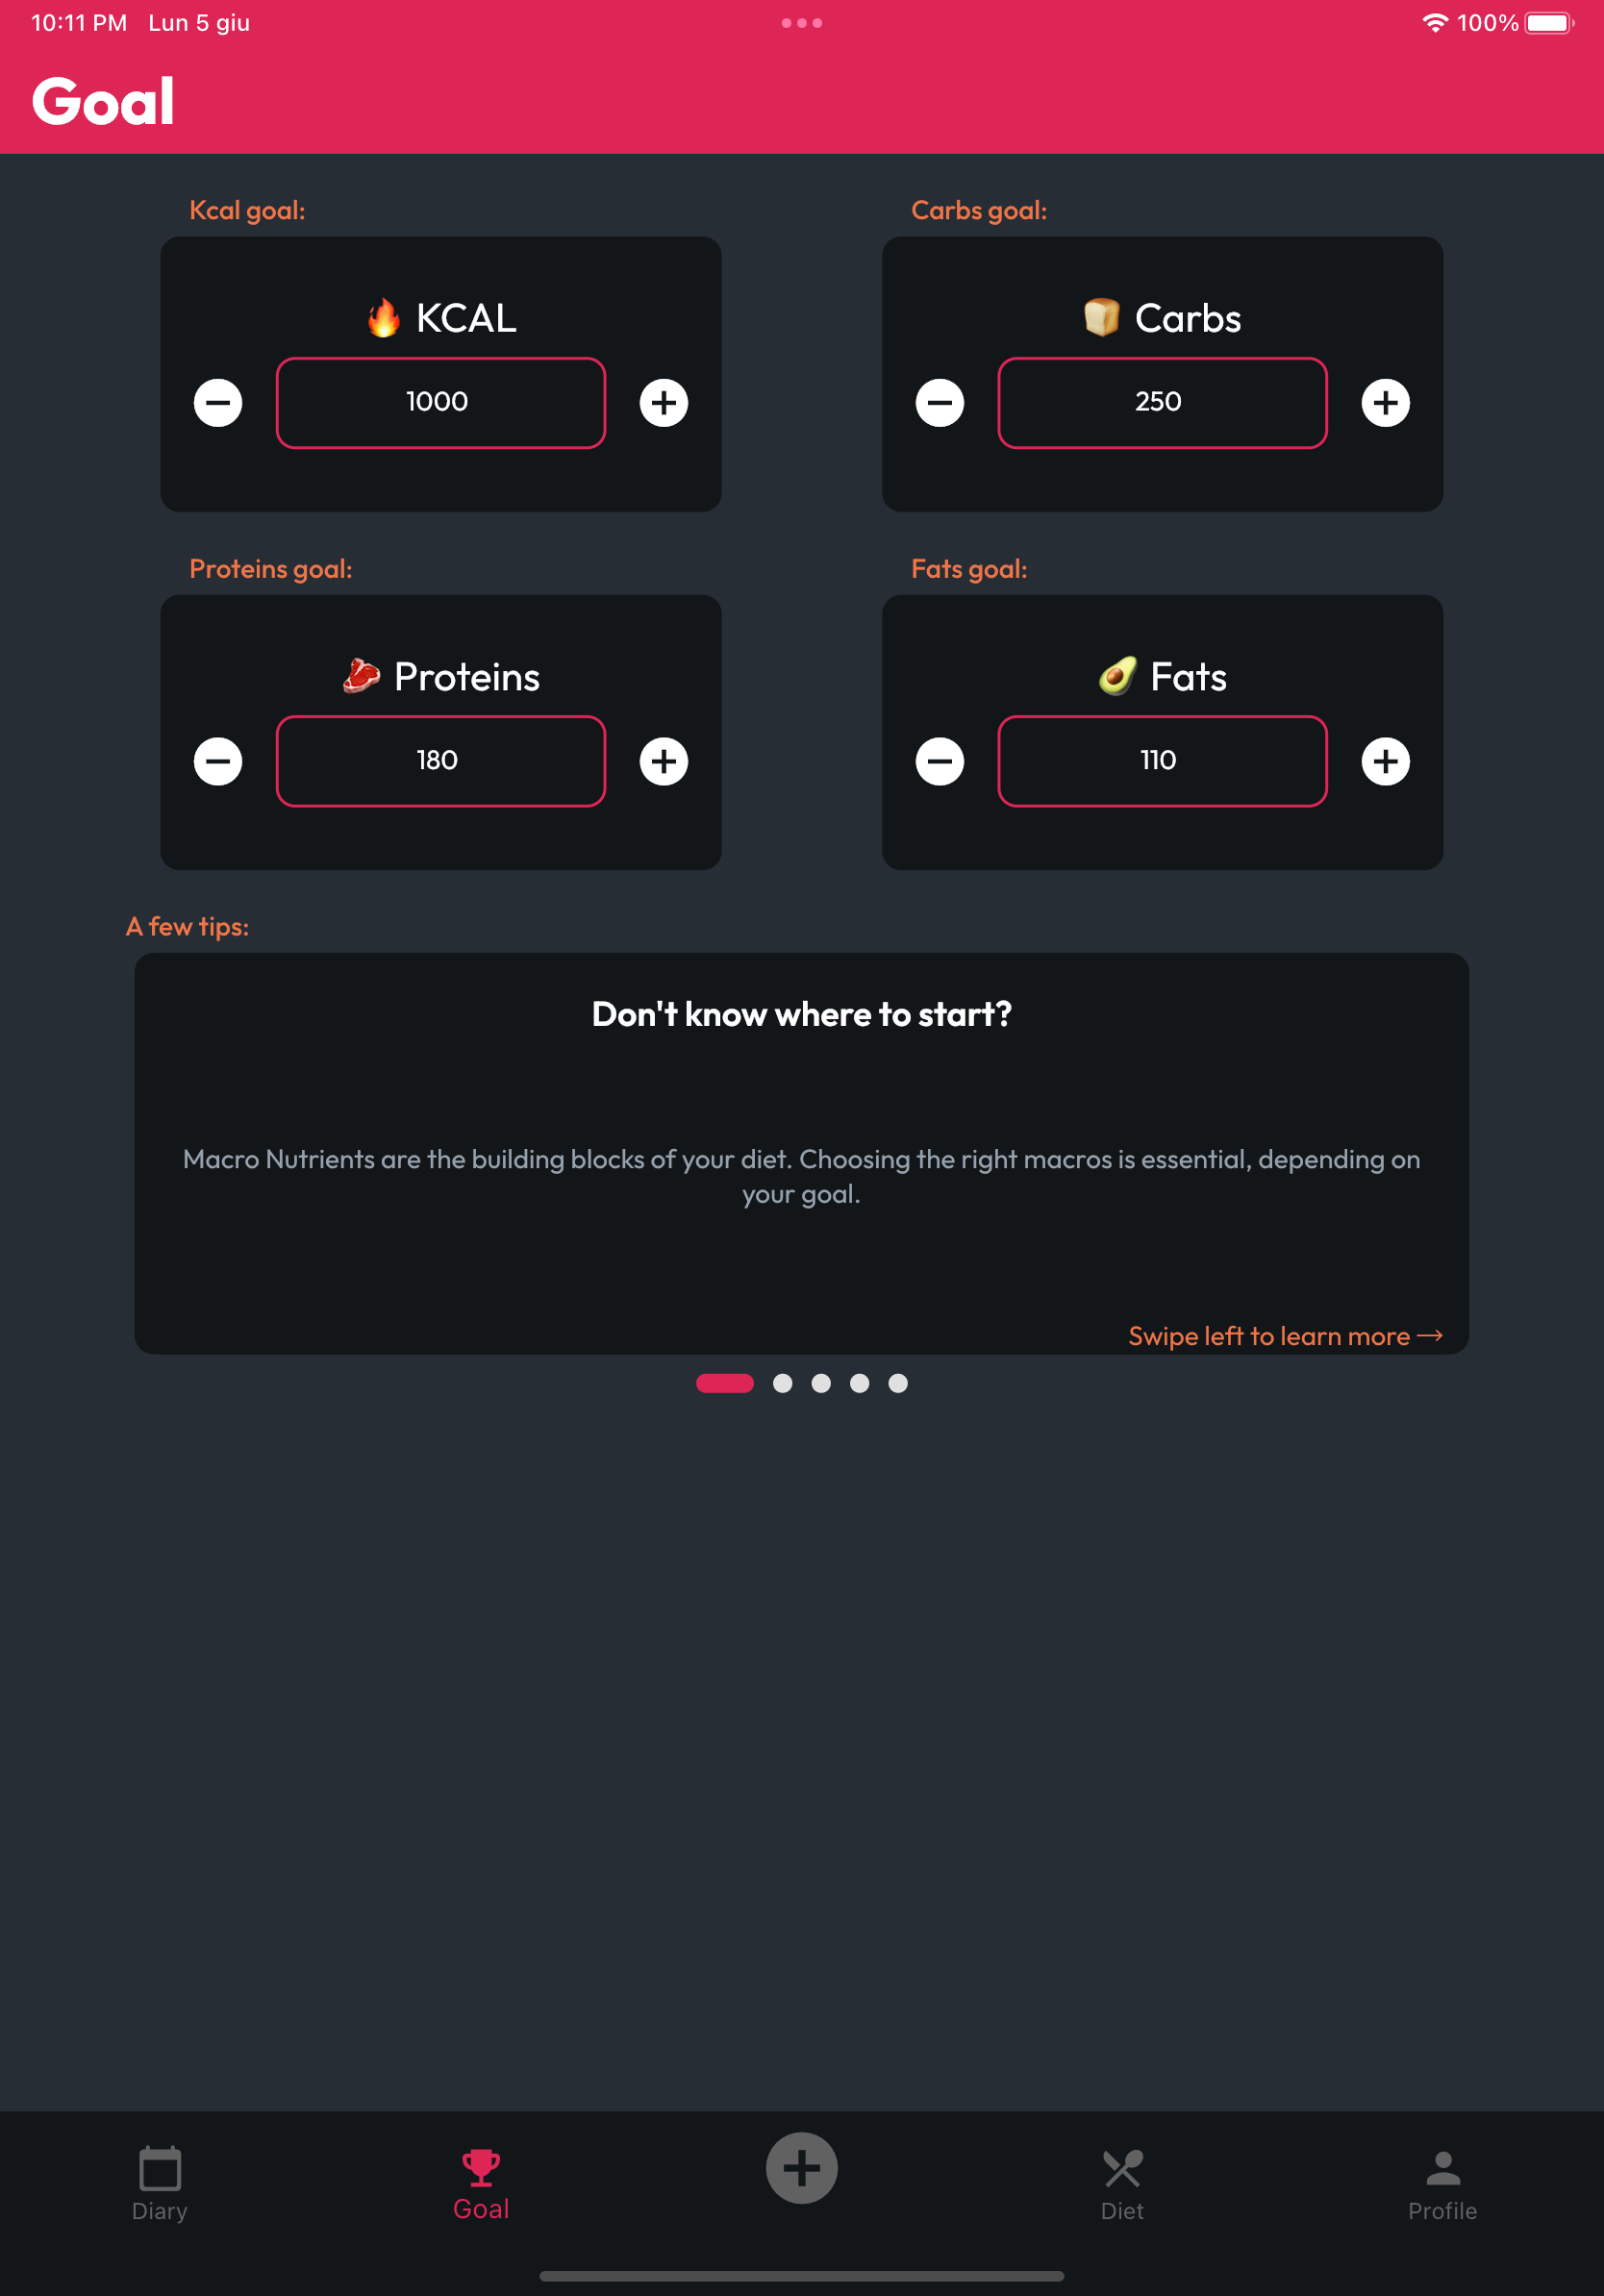 10:11 PM Lun 5 giu 100%
Goal
Kcal goal:
Carbs goal:
KCAL
Carbs
1000
250
Proteins goal:
Fats goal:
Proteins
Fats
180
110
A few tips:
Don't know where to start?
Macro Nutrients are the building blocks of your diet. Choosing the right macros is essential, depending on
your goal.
Swipe left to learn more →
Diary
Goal
Diet
Profile